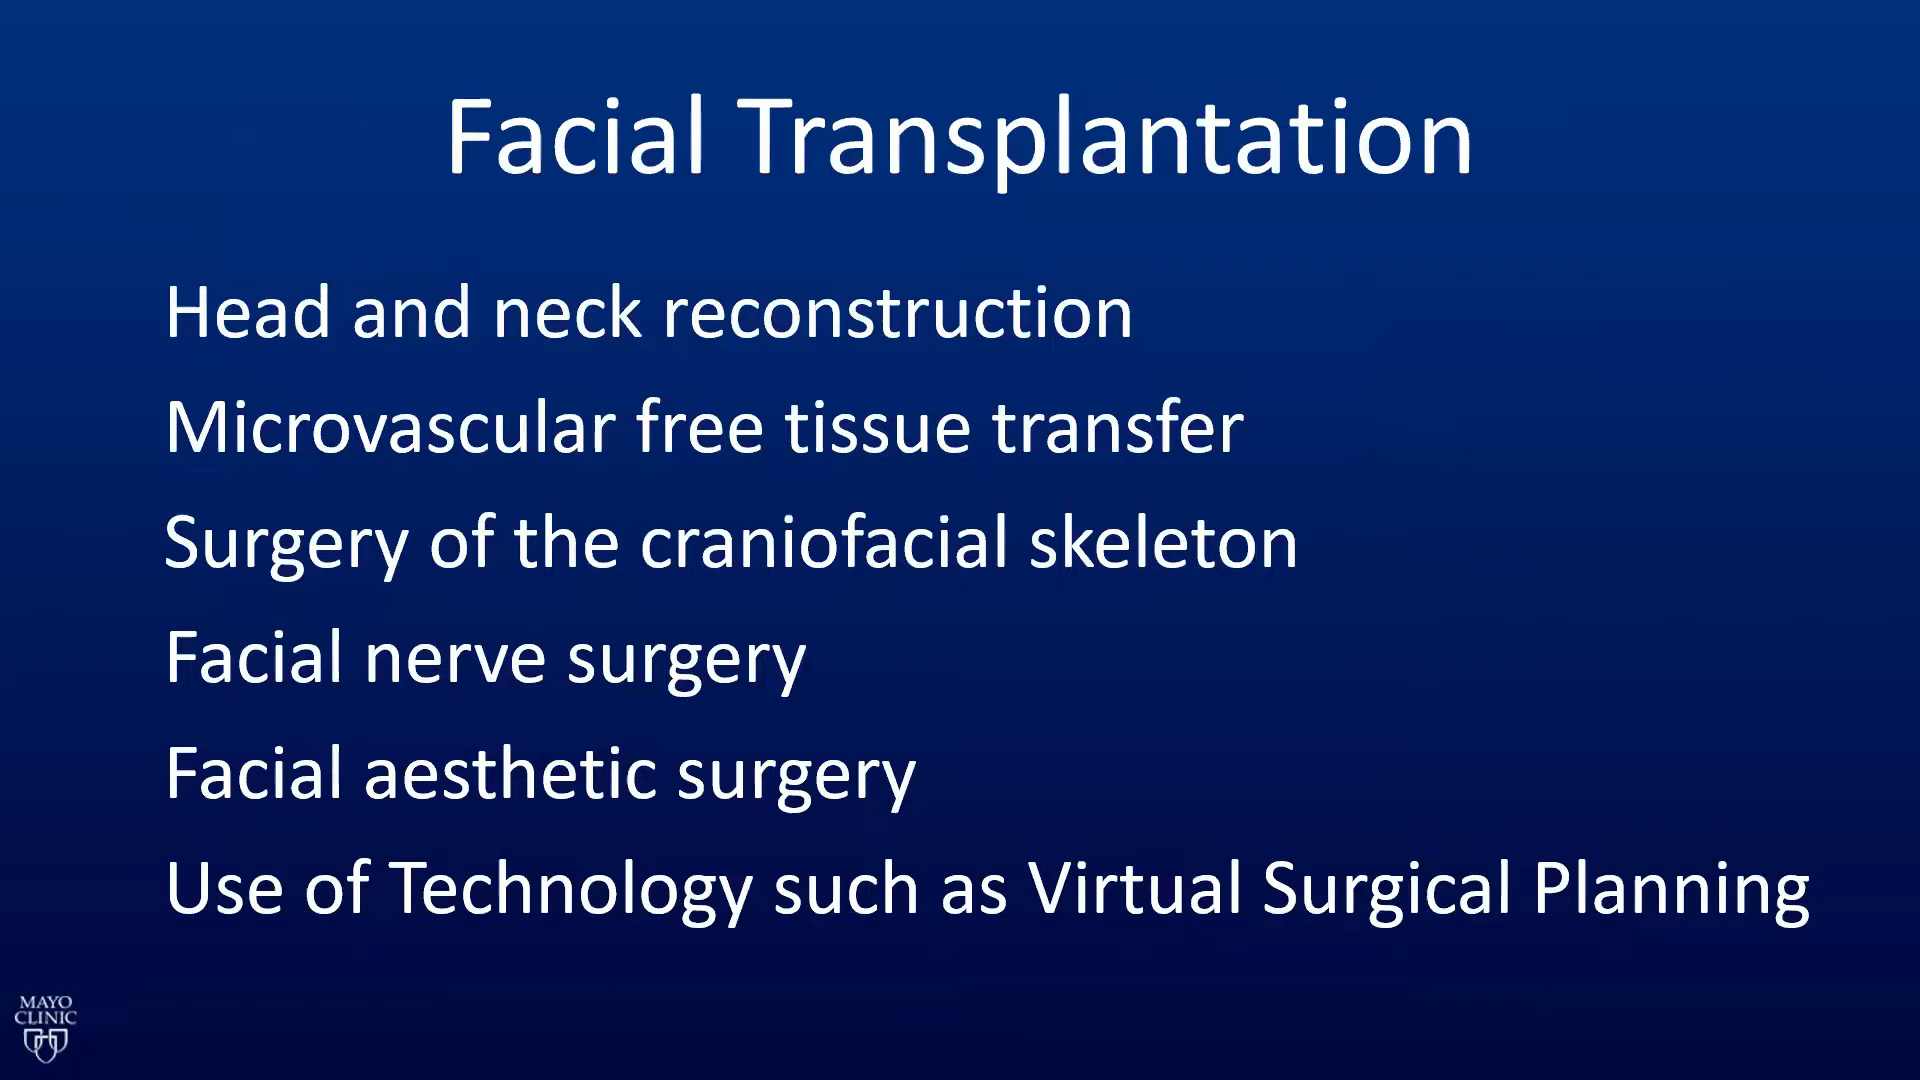 Facial Transplantation
Head and neck reconstruction
Microvascular free tissue transfer
Surgery of the craniofacial skeleton
Facial nerve surgery
Facial aesthetic surgery
Use of Technology such as Virtual Surgical Planning
MAYO
CLINIC